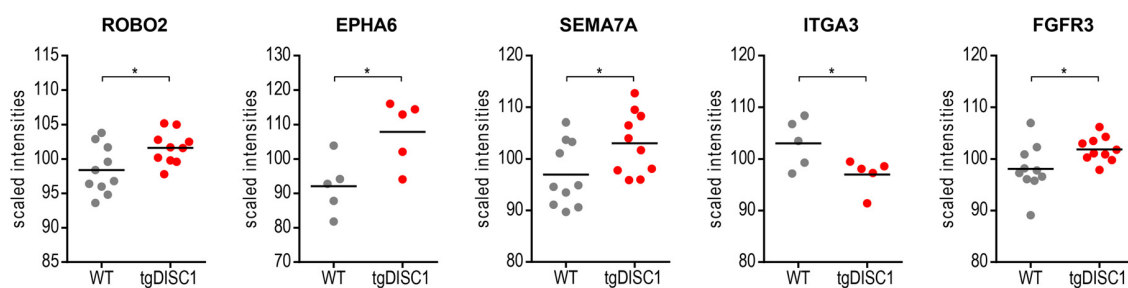 ROBO2
scaled intensities
115
110
105
100
95
90
85
*
WT tgDISC1
EPHA6
scaled intensities
130
120
110
100
90
80
70
*
WT tgDISC1
SEMA7A
scaled intensities
120
110
100
90
80
*
WT tgDISC1
ITGA3
scaled intensities
120
110
100
90
80
*
WT tgDISC1
FGFR3
scaled intensities
120
110
100
90
80
*
WT tgDISC1